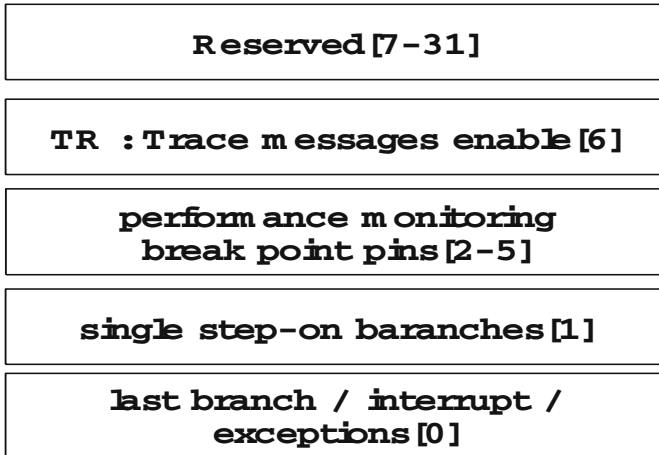 Reserved[7-31]
TR :Trace messages enable[6]
performance monitoring
break point pins[2-5]
single step-on baranches[1]
last branch / interrupt /
exceptions[0]